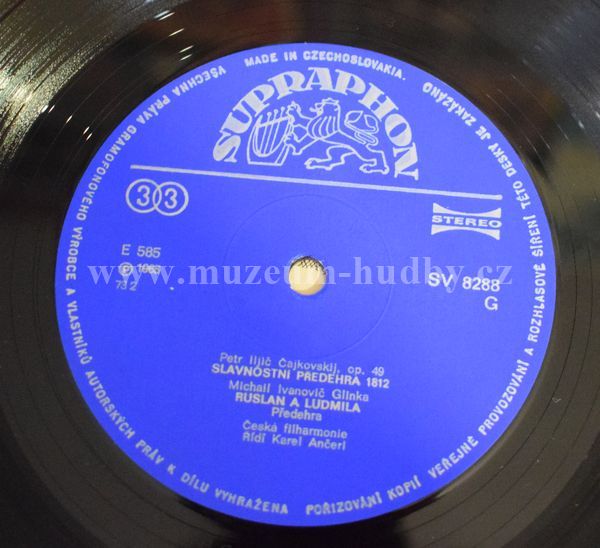 VŠECHNA PRÁVA GRAMOFONOVÉHO VÝROBCE A VLASTNÍKŮ AUTORSKÝCH PRÁV K DÍLU VYHRAŽENA
POŘIZOVÁNÍ KOPIÍ VEŘEJNÉ PROVOZOVÁNÍ A ROZHLASOVÉ ŠÍŘENÍ TÉTO DESKY JE ZAKÁZÁNO
MADE IN CZECHOSLOVAKIA.
SUPRAPHON
33
STEREO
E 585
SV 8288
G
www.muzeum-hudby.cz
Petr Iljič Čajkovskij, op. 49
SLAVNOSTNÍ PŘEDEHRA 1812
Michail Ivanovič Glinka
RUSLAN A LUDMILA
Předehra
Česká filharmonie
Řídí Karel Ančerl